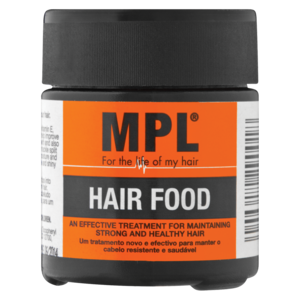 MPL®
For the life of my hair
HAIR FOOD
AN EFFECTIVE TREATMENT FOR MAINTAINING
STRONG AND HEALTHY HAIR
Um tratamento novo e efectivo para manter o
cabelo resistente e saudável